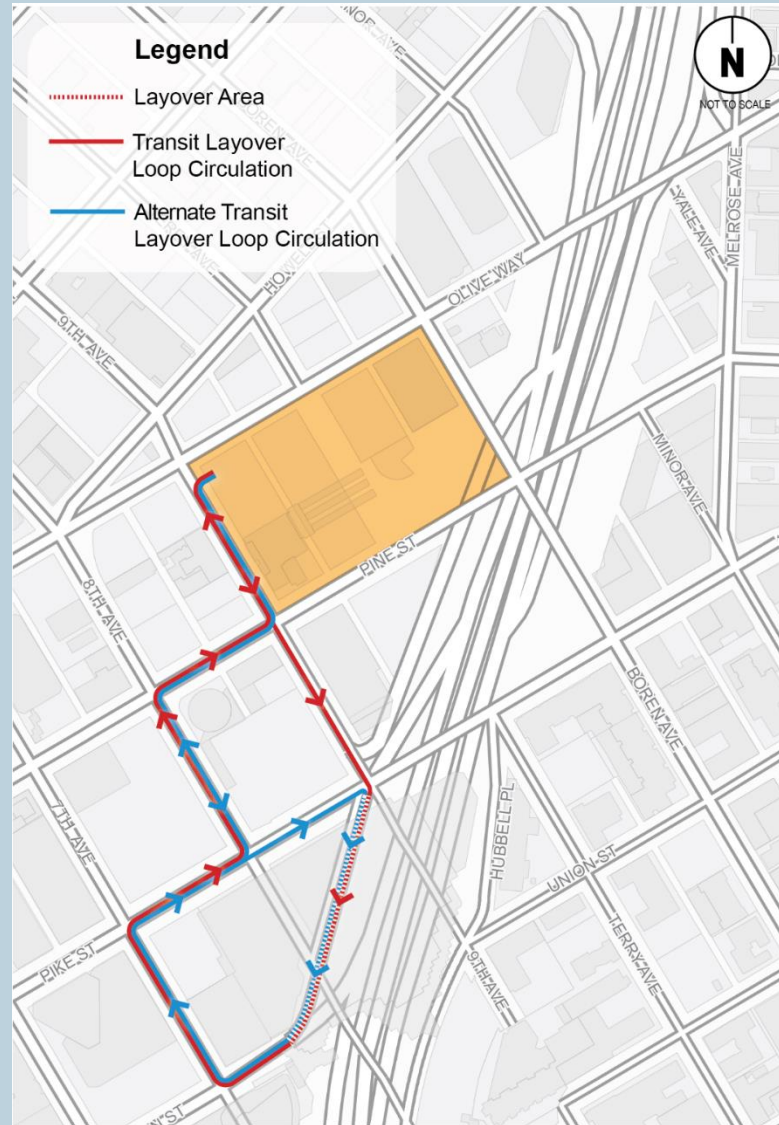 Legend
Layover Area
Transit Layover
Loop Circulation
Alternate Transit
Layover Loop Circulation
N
NOT TO SCALE
YALE AVE
MELROSE AVE
OLIVE WAY
9TH AVE
PINE ST
MINOR AVE
8TH AVE
BOREN AVE
7TH AVE
HUBBELL PL
UNION ST
PIKE ST
TERRY AVE
9TH AVE